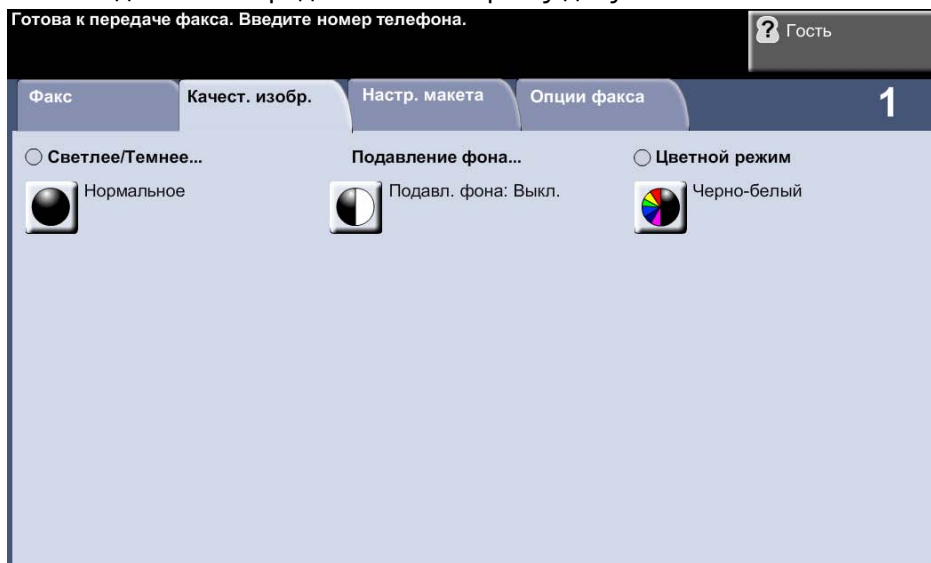 Готова к передаче факса. Введите номер телефона.
? Гость
Факс
Качест. изобр.
Настр. макета
Опции факса
1
Светлее/Темнее...
Подавление фона...
Цветной режим
Нормальное
Подавл. фона: Выкл.
Черно-белый